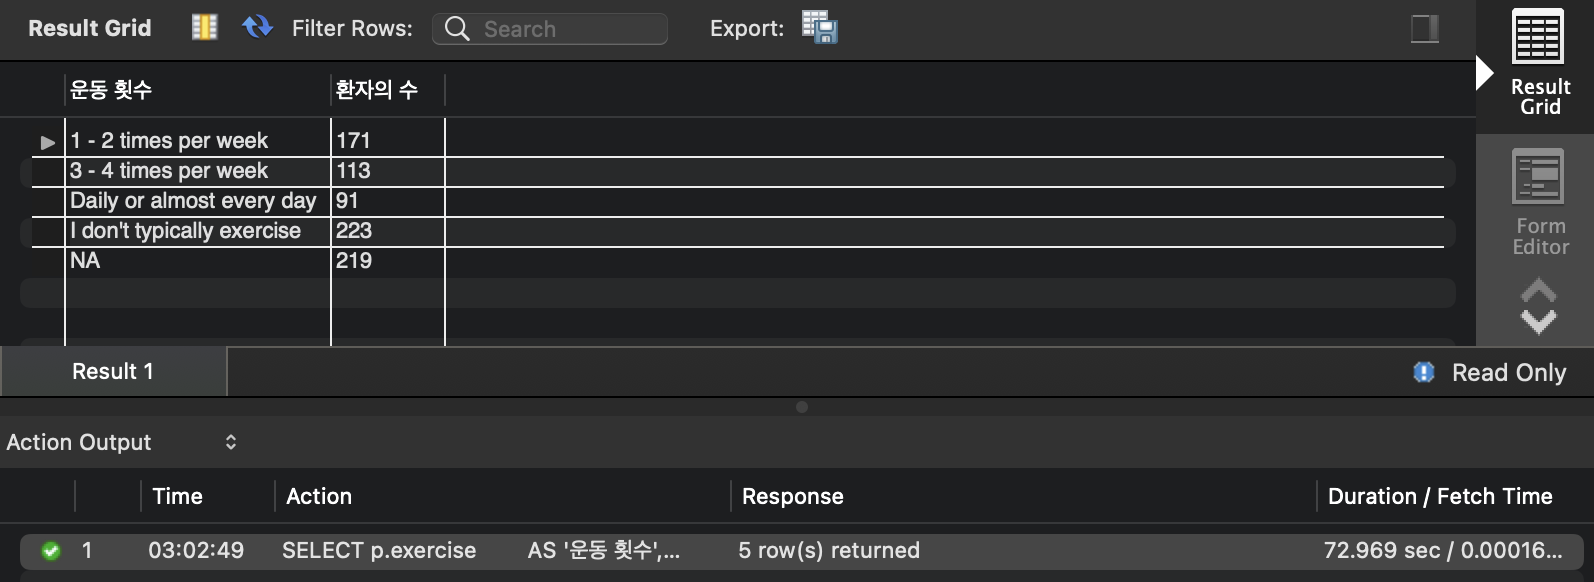 Result Grid Filter Rows: Search Export:
Result Grid
운동 횟수 환자의 수
1 - 2 times per week 171
3 - 4 times per week 113
Daily or almost every day 91
I don't typically exercise 223
NA 219
Form Editor
Result 1 Read Only
Action Output
Time Action Response Duration / Fetch Time
1 03:02:49 SELECT p.exercise AS '운동 횟수',... 5 row(s) returned 72.969 sec / 0.00016...